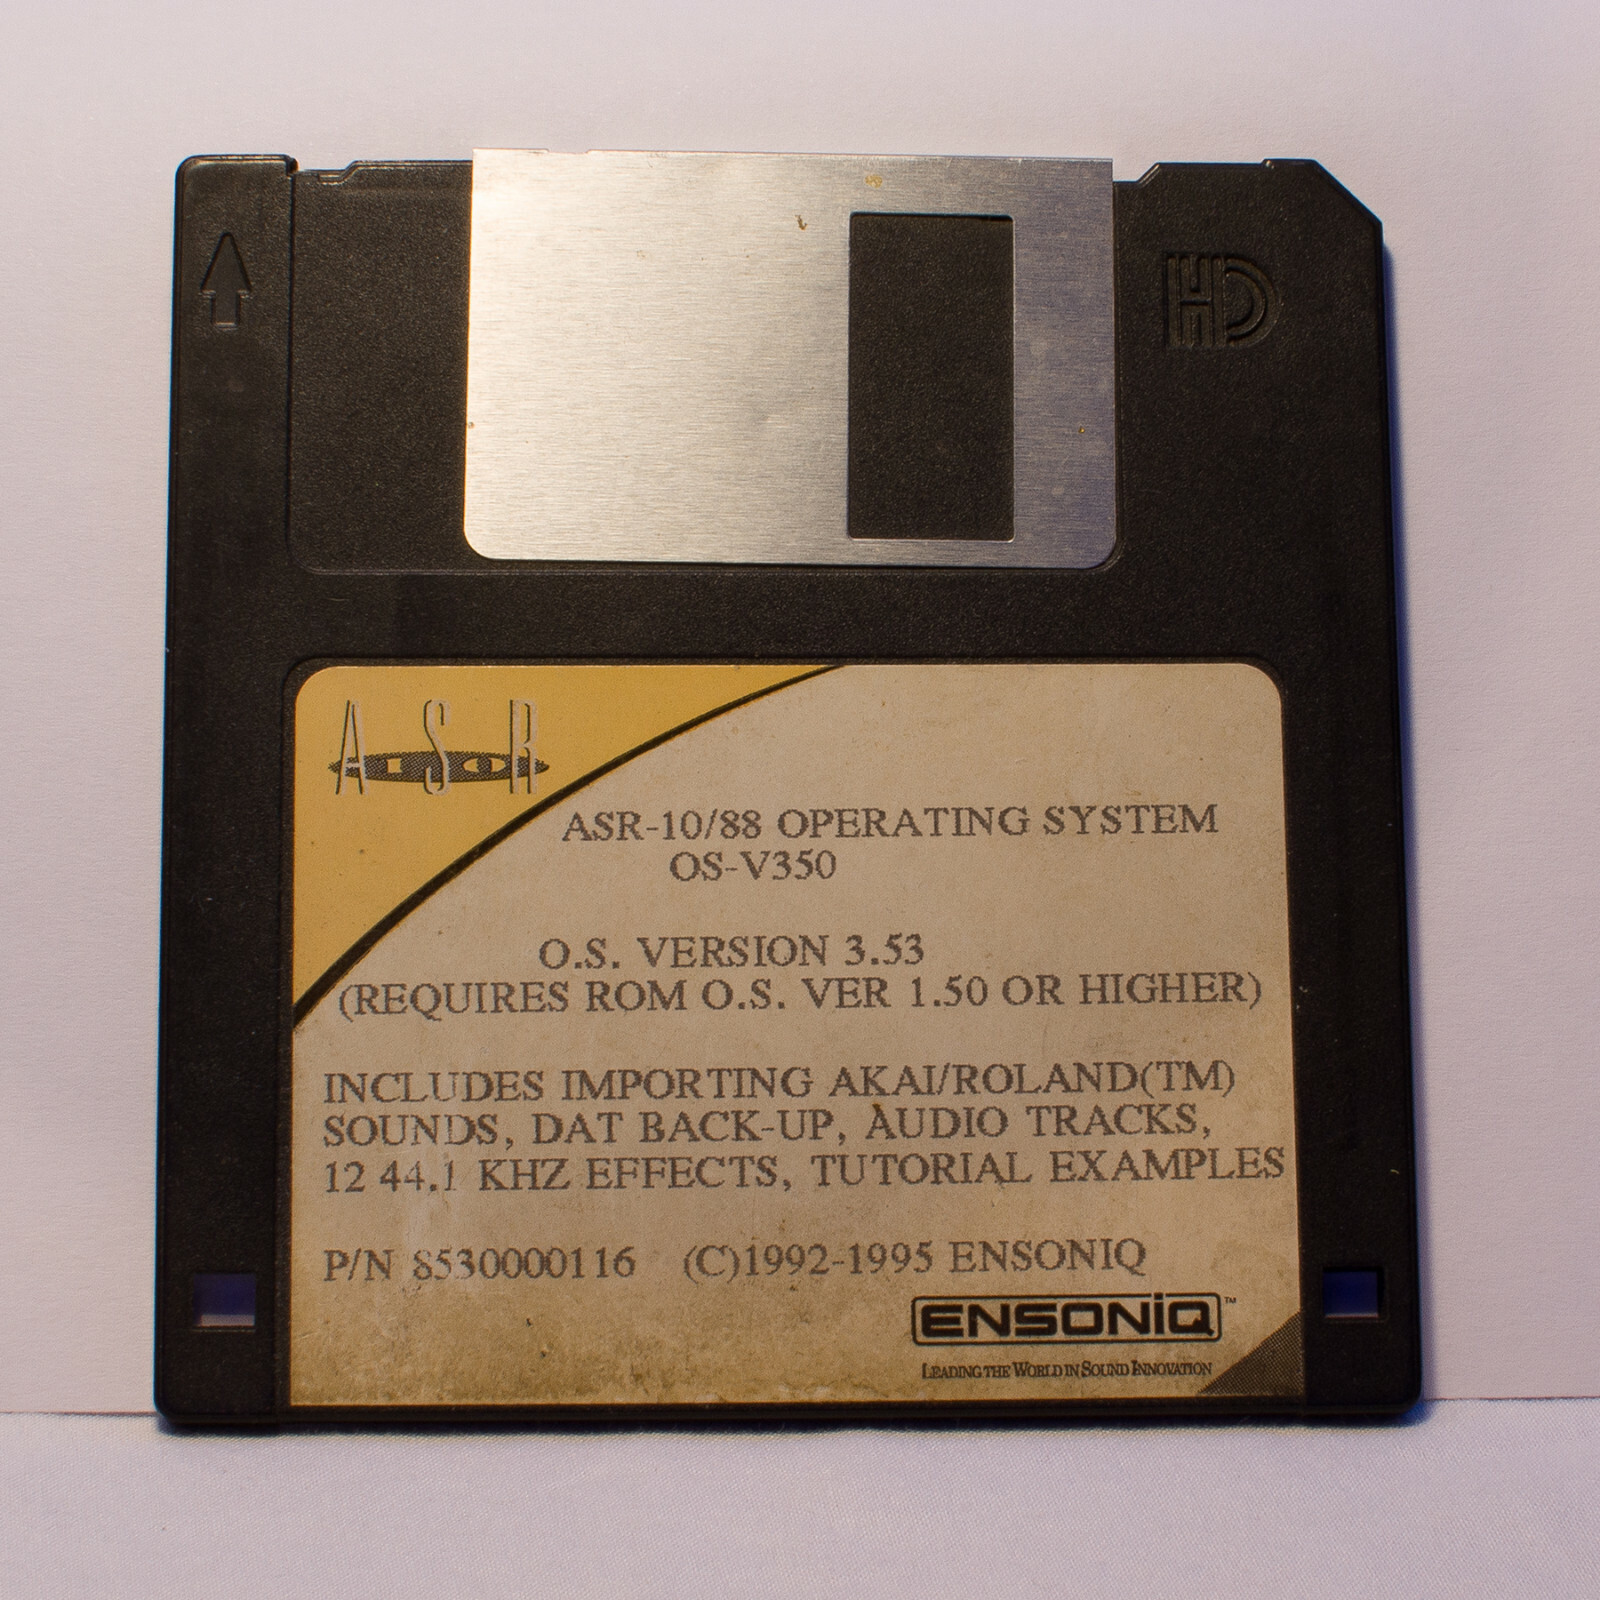 HD
ASR
ASR-10/88 OPERATING SYSTEM
OS-V350
O.S. VERSION 3.53
(REQUIRES ROM O.S. VER 1.50 OR HIGHER)
INCLUDES IMPORTING AKAI/ROLAND(TM)
SOUNDS, DAT BACK-UP, AUDIO TRACKS,
12 44.1 KHZ EFFECTS, TUTORIAL EXAMPLES
P/N 8530000116 (C)1992-1995 ENSONIQ
ENSONiQ™
LEADING THE WORLD IN SOUND INNOVATION